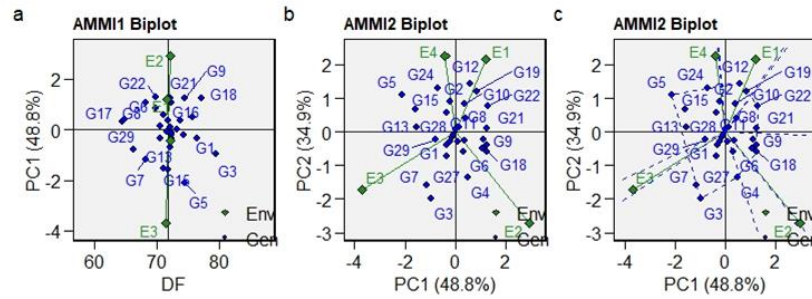 a
AMMI1 Biplot
E2
G22
G21
G9
G17
G8
G18
G16
G29
G1
G13
G7
G15
G3
G5
E3
Env
Gen
2
0
-2
-4
PC1 (48.8%)
60
70
80
DF
b
AMMI2 Biplot
E4
E1
G24
G12
G5
G19
G2
G15
G10
G22
G8
G13
G28
G11
G21
G29
G9
G1
G18
G6
E3
G7
G27
G4
G3
Env
E2
Gen
2
1
0
-1
-2
-3
PC2 (34.9%)
-4
-2
0
2
PC1 (48.8%)
c
AMMI2 Biplot
E4
E1
G24
G12
G5
G19
G2
G15
G10
G22
G8
G13
G28
G11
G21
G29
G9
G1
G18
G6
E3
G7
G27
G4
G3
Env
E2
Gen
2
1
0
-1
-2
-3
PC2 (34.9%)
-4
-2
0
2
PC1 (48.8%)